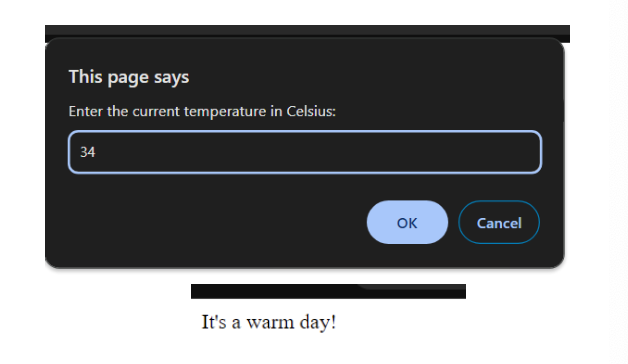 This page says
Enter the current temperature in Celsius:
34
OK Cancel
It's a warm day!